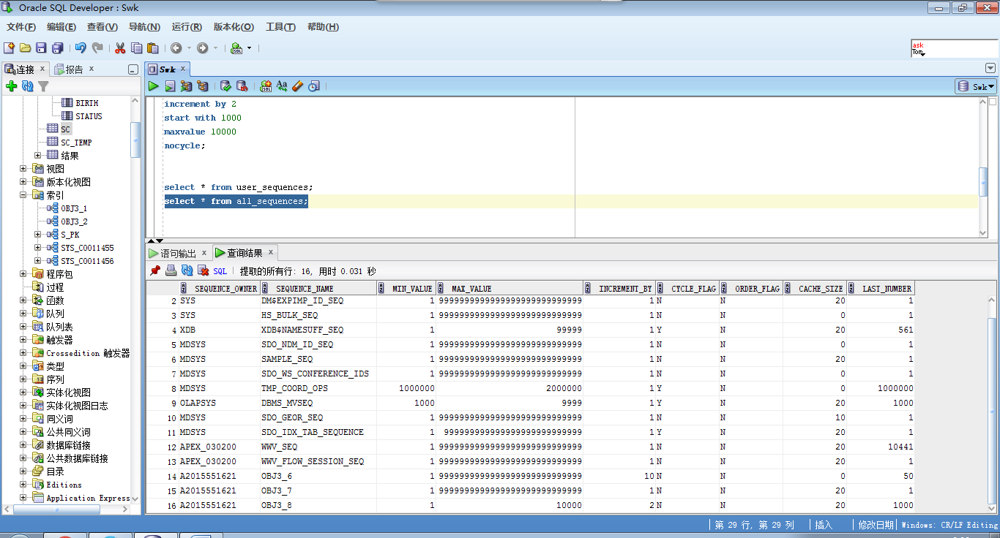 Oracle SQL Developer : Swk
文件(F) 编辑(E) 查看(V) 导航(N) 运行(R) 版本化(O) 工具(T) 帮助(H)
SQL
ask
Tom
连接 x 报告 x
Swk x
Swk
BIRTH
STATUS
SC
SC_TEMP
结果
视图
版本化视图
索引
OBJ3_1
OBJ3_2
S_PK
SYS_C0011455
SYS_C0011456
程序包
过程
函数
队列
队列表
触发器
Crossedition 触发器
类型
序列
实体化视图
实体化视图日志
同义词
公共同义词
数据库链接
公共数据库链接
目录
Editions
Application Express
increment by 2
start with 1000
maxvalue 10000
nocycle;
select * from user_sequences;
select * from all_sequences;
语句输出 x 查询结果 x
SQL 提取的所有行: 16, 用时 0.031 秒
SEQUENCE_OWNER SEQUENCE_NAME MIN_VALUE MAX_VALUE INCREMENT_BY CYCLE_FLAG ORDER_FLAG CACHE_SIZE LAST_NUMBER
2 SYS DM$EXPIMP_ID_SEQ 1 9999999999999999999999999999 1 N N 20 1
3 SYS HS_BULK_SEQ 1 9999999999999999999999999999 1 N N 0 1
4 XDB XDB$NAMESUFF_SEQ 1 99999 1 Y N 20 561
5 MDSYS SDO_NDM_ID_SEQ 1 9999999999999999999999999999 1 N N 0 1
6 MDSYS SAMPLE_SEQ 1 9999999999999999999999999999 1 N N 20 1
7 MDSYS SDO_WS_CONFERENCE_IDS 1 9999999999999999999999999999 1 N N 0 1
8 MDSYS TMP_COORD_OPS 1000000 2000000 1 Y N 0 1000000
9 OLAPSYS DBMS_MVSEQ 1000 9999 1 Y N 20 1000
10 MDSYS SDO_GEOR_SEQ 1 9999999999999999999999999999 1 N N 10 1
11 MDSYS SDO_IDX_TAB_SEQUENCE 1 999999999999999999999999999 1 Y N 20 1
12 APEX_030200 WWV_SEQ 1 9999999999999999999999999999 1 N N 20 10441
13 APEX_030200 WWV_FLOW_SESSION_SEQ 1 9999999999999999999999999999 1 N N 20 1
14 A2015551621 OBJ3_6 1 9999999999999999999999999999 10 N N 0 50
15 A2015551621 OBJ3_7 1 9999999999999999999999999999 1 N N 20 1
16 A2015551621 OBJ3_8 1 10000 2 N N 20 1000
第 29 行, 第 29 列 插入 修改日期 Windows: CR/LF Editing